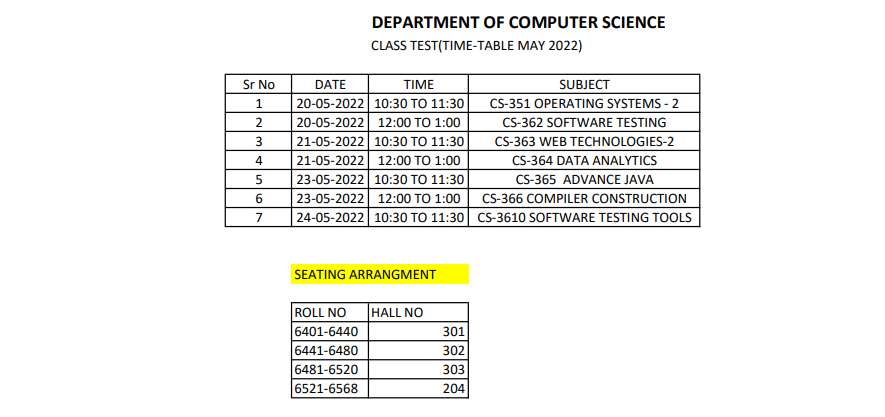 DEPARTMENT OF COMPUTER SCIENCE
CLASS TEST(TIME-TABLE MAY 2022)
Sr No DATE TIME SUBJECT
1 20-05-2022 10:30 TO 11:30 CS-351 OPERATING SYSTEMS - 2
2 20-05-2022 12:00 TO 1:00 CS-362 SOFTWARE TESTING
3 21-05-2022 10:30 TO 11:30 CS-363 WEB TECHNOLOGIES-2
4 21-05-2022 12:00 TO 1:00 CS-364 DATA ANALYTICS
5 23-05-2022 10:30 TO 11:30 CS-365 ADVANCE JAVA
6 23-05-2022 12:00 TO 1:00 CS-366 COMPILER CONSTRUCTION
7 24-05-2022 10:30 TO 11:30 CS-3610 SOFTWARE TESTING TOOLS
SEATING ARRANGMENT
ROLL NO HALL NO
6401-6440 301
6441-6480 302
6481-6520 303
6521-6568 204